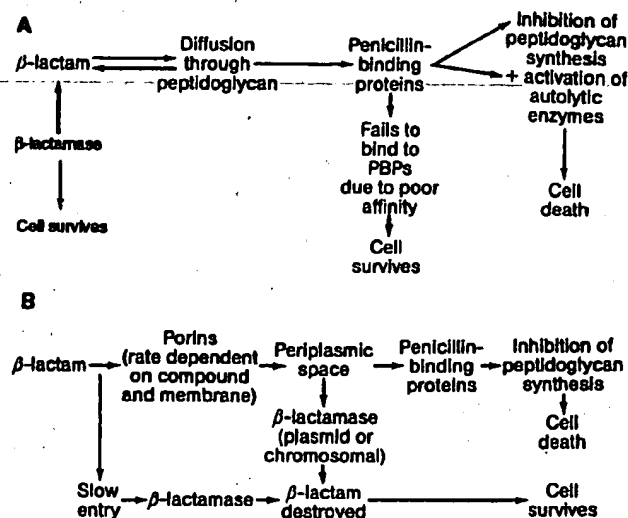 A
β-lactam
Diffusion
through
peptidoglycan
Penicillin-
binding
proteins
Inhibition of
peptidoglycan
synthesis
+ activation of
autolytic
enzymes
β-lactamase
Cell survives
Fails to
bind to
PBPs
due to poor
affinity
Cell
survives
Cell
death
B
β-lactam
Porins
(rate dependent
on compound
and membrane)
Periplasmic
space
Penicillin-
binding
proteins
Inhibition of
peptidoglycan
synthesis
β-lactamase
(plasmid or
chromosomal)
Cell
death
Slow
entry
β-lactamase
β-lactam
destroyed
Cell
survives